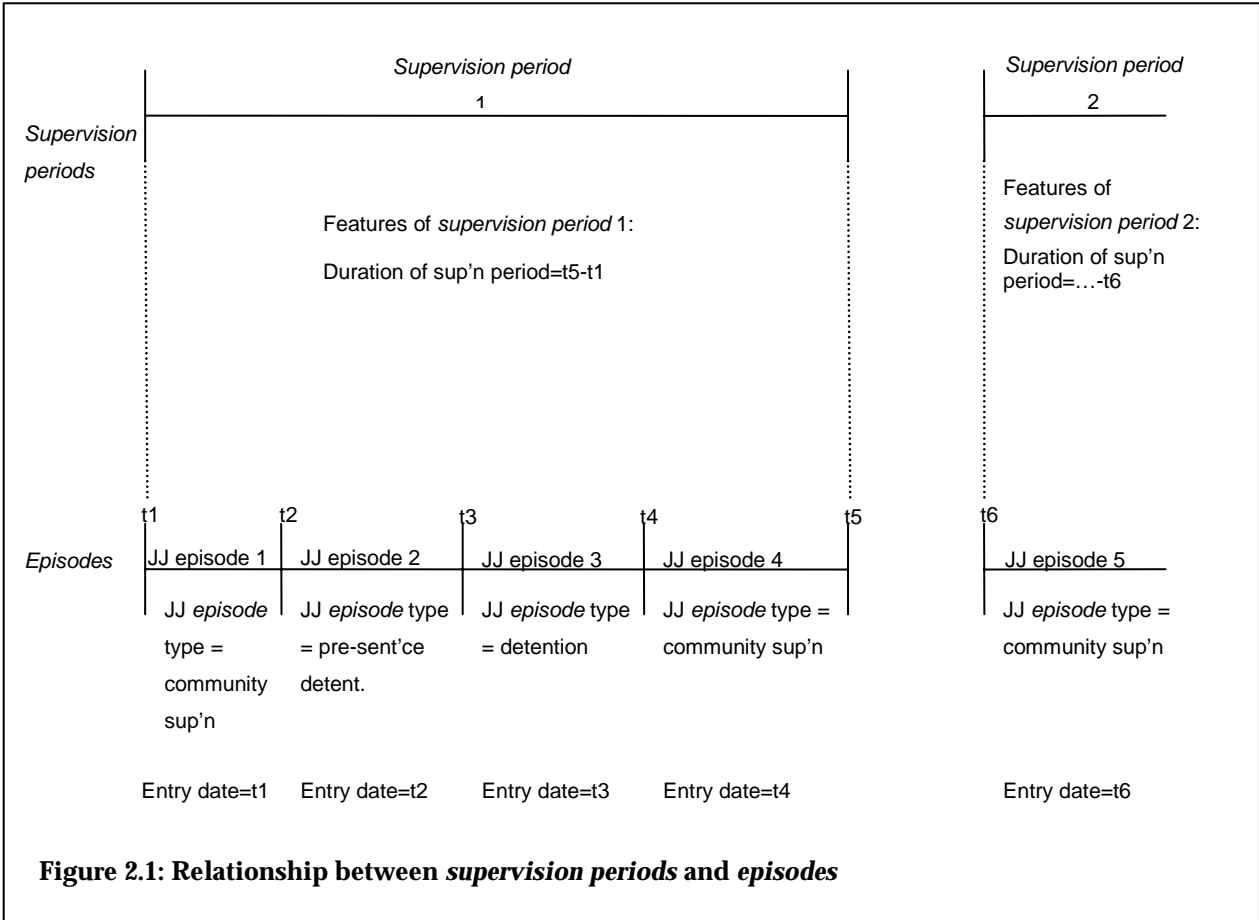 Supervision period
1
Supervision period
2
Supervision
periods
Features of supervision period 1:
Duration of sup’n period=t5-t1
Features of
supervision period 2:
Duration of sup’n
period=…-t6
t1 t2 t3 t4 t5 t6
Episodes
JJ episode 1 JJ episode 2 JJ episode 3 JJ episode 4 JJ episode 5
JJ episode
type =
community
sup’n
JJ episode type
= pre-sent’ce
detent.
JJ episode type
= detention
JJ episode type =
community sup’n
JJ episode type =
community sup’n
Entry date=t1 Entry date=t2 Entry date=t3 Entry date=t4 Entry date=t6
Figure 2.1: Relationship between supervision periods and episodes